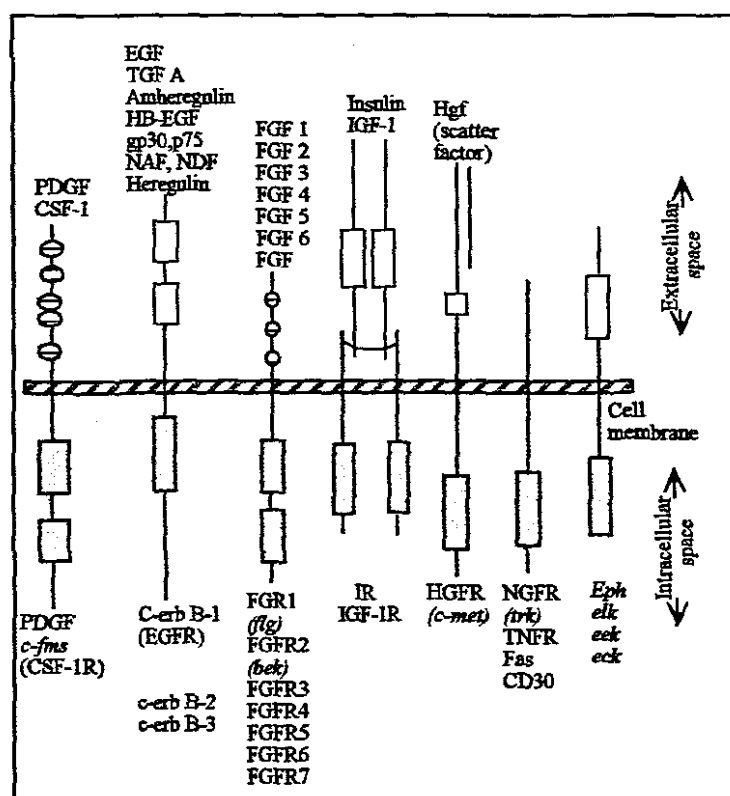 EGF
TGF A
Amheregnlin
HB-EGF
gp30,p75
NAF, NDF
Heregnlin
PDGF
CSF-1
FGF 1
FGF 2
FGF 3
FGF 4
FGF 5
FGF 6
FGF
Insulin
IGF-1
Hgf
(scatter
factor)
Extracellular
space
Cell
membrane
Intracellular
space
PDGF
c-fms
(CSF-1R)
C-erb B-1
(EGFR)
c-erb B-2
c-erb B-3
FGR1
(flg)
FGFR2
(bek)
FGFR3
FGFR4
FGFR5
FGFR6
FGFR7
IR
IGF-1R
HGFR
(c-met)
NGFR
(trk)
TNFR
Fas
CD30
Eph
elk
eek
eck